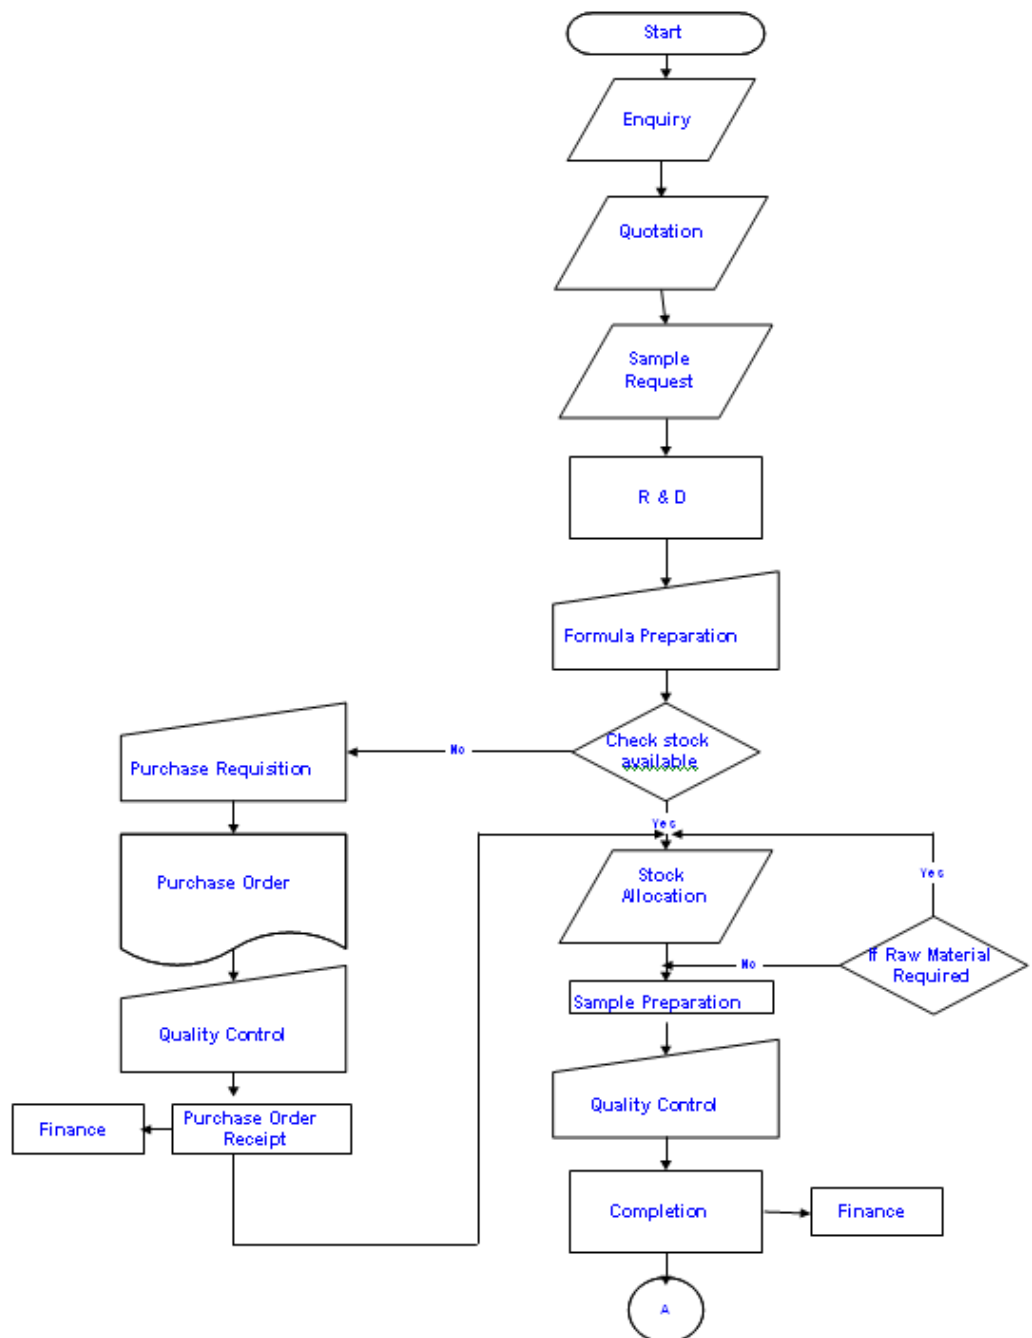 Start
Enquiry
Quotation
Sample
Request
R & D
Formula Preparation
Check stock
available
No
Purchase Requisition
Yes
Purchase Order
Stock
Allocation
Yes
If Raw Material
Required
No
Sample Preparation
Quality Control
Quality Control
Finance
Purchase Order
Receipt
Completion
Finance
A